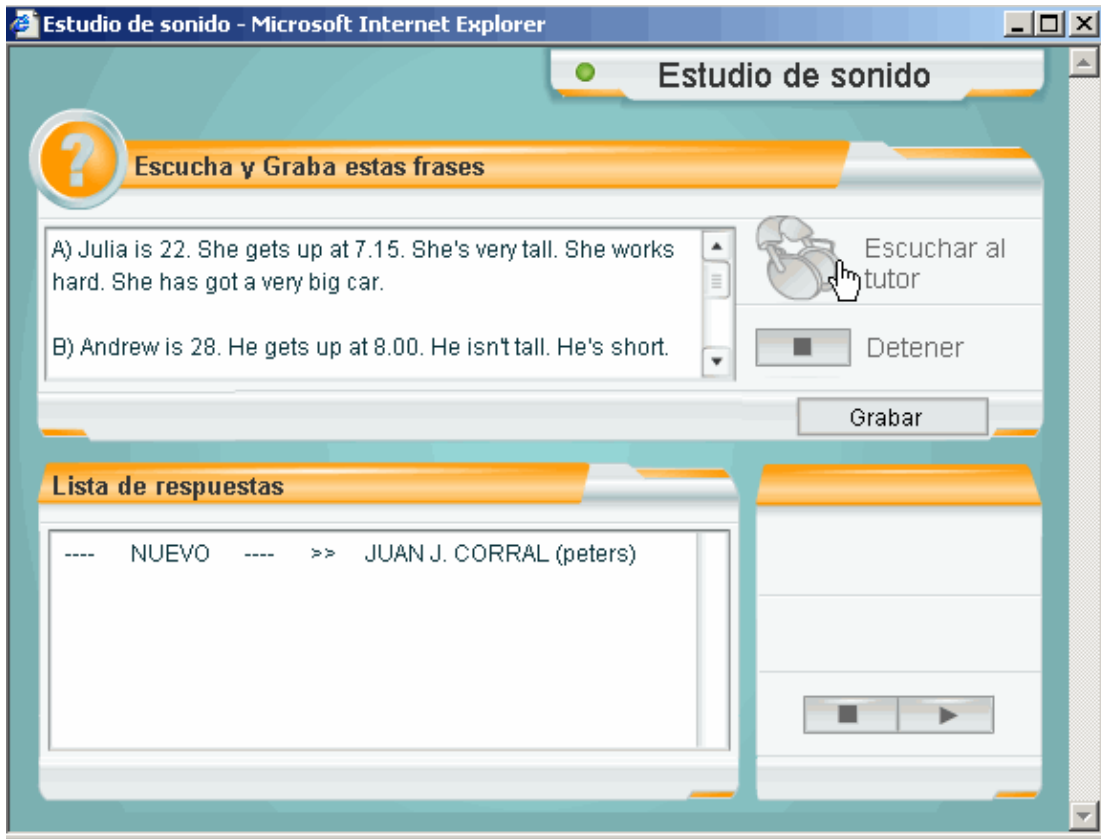 Estudio de sonido - Microsoft Internet Explorer
Estudio de sonido
?
Escucha y Graba estas frases
A) Julia is 22. She gets up at 7.15. She's very tall. She works
hard. She has got a very big car.
B) Andrew is 28. He gets up at 8.00. He isn't tall. He's short.
Escuchar al
tutor
Detener
Grabar
Lista de respuestas
---- NUEVO ---- >> JUAN J. CORRAL (peters)